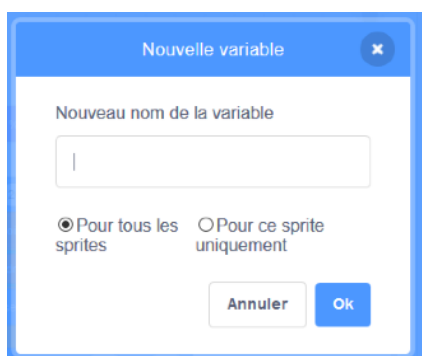 Nouvelle variable
Nouveau nom de la variable
Pour tous les sprites
Pour ce sprite uniquement
Annuler
Ok